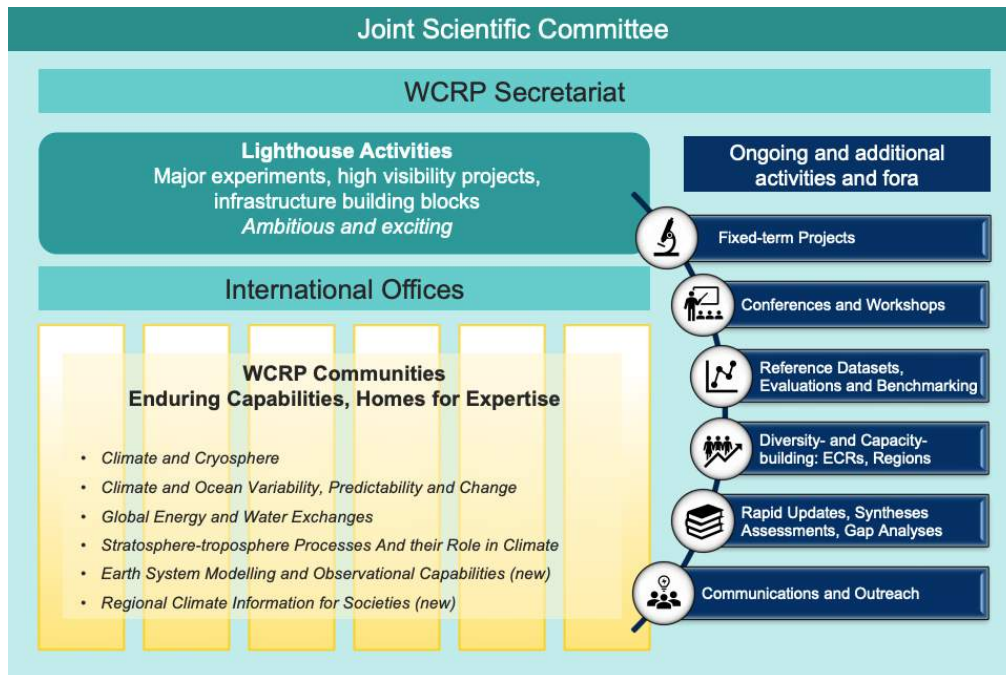 Joint Scientific Committee
WCRP Secretariat
Lighthouse Activities
Major experiments, high visibility projects,
infrastructure building blocks
Ambitious and exciting
International Offices
WCRP Communities
Enduring Capabilities, Homes for Expertise
• Climate and Cryosphere
• Climate and Ocean Variability, Predictability and Change
• Global Energy and Water Exchanges
• Stratosphere-troposphere Processes And their Role in Climate
• Earth System Modelling and Observational Capabilities (new)
• Regional Climate Information for Societies (new)
Ongoing and additional
activities and fora
Fixed-term Projects
Conferences and Workshops
Reference Datasets,
Evaluations and Benchmarking
Diversity- and Capacity-
building: ECRs, Regions
Rapid Updates, Syntheses
Assessments, Gap Analyses
Communications and Outreach